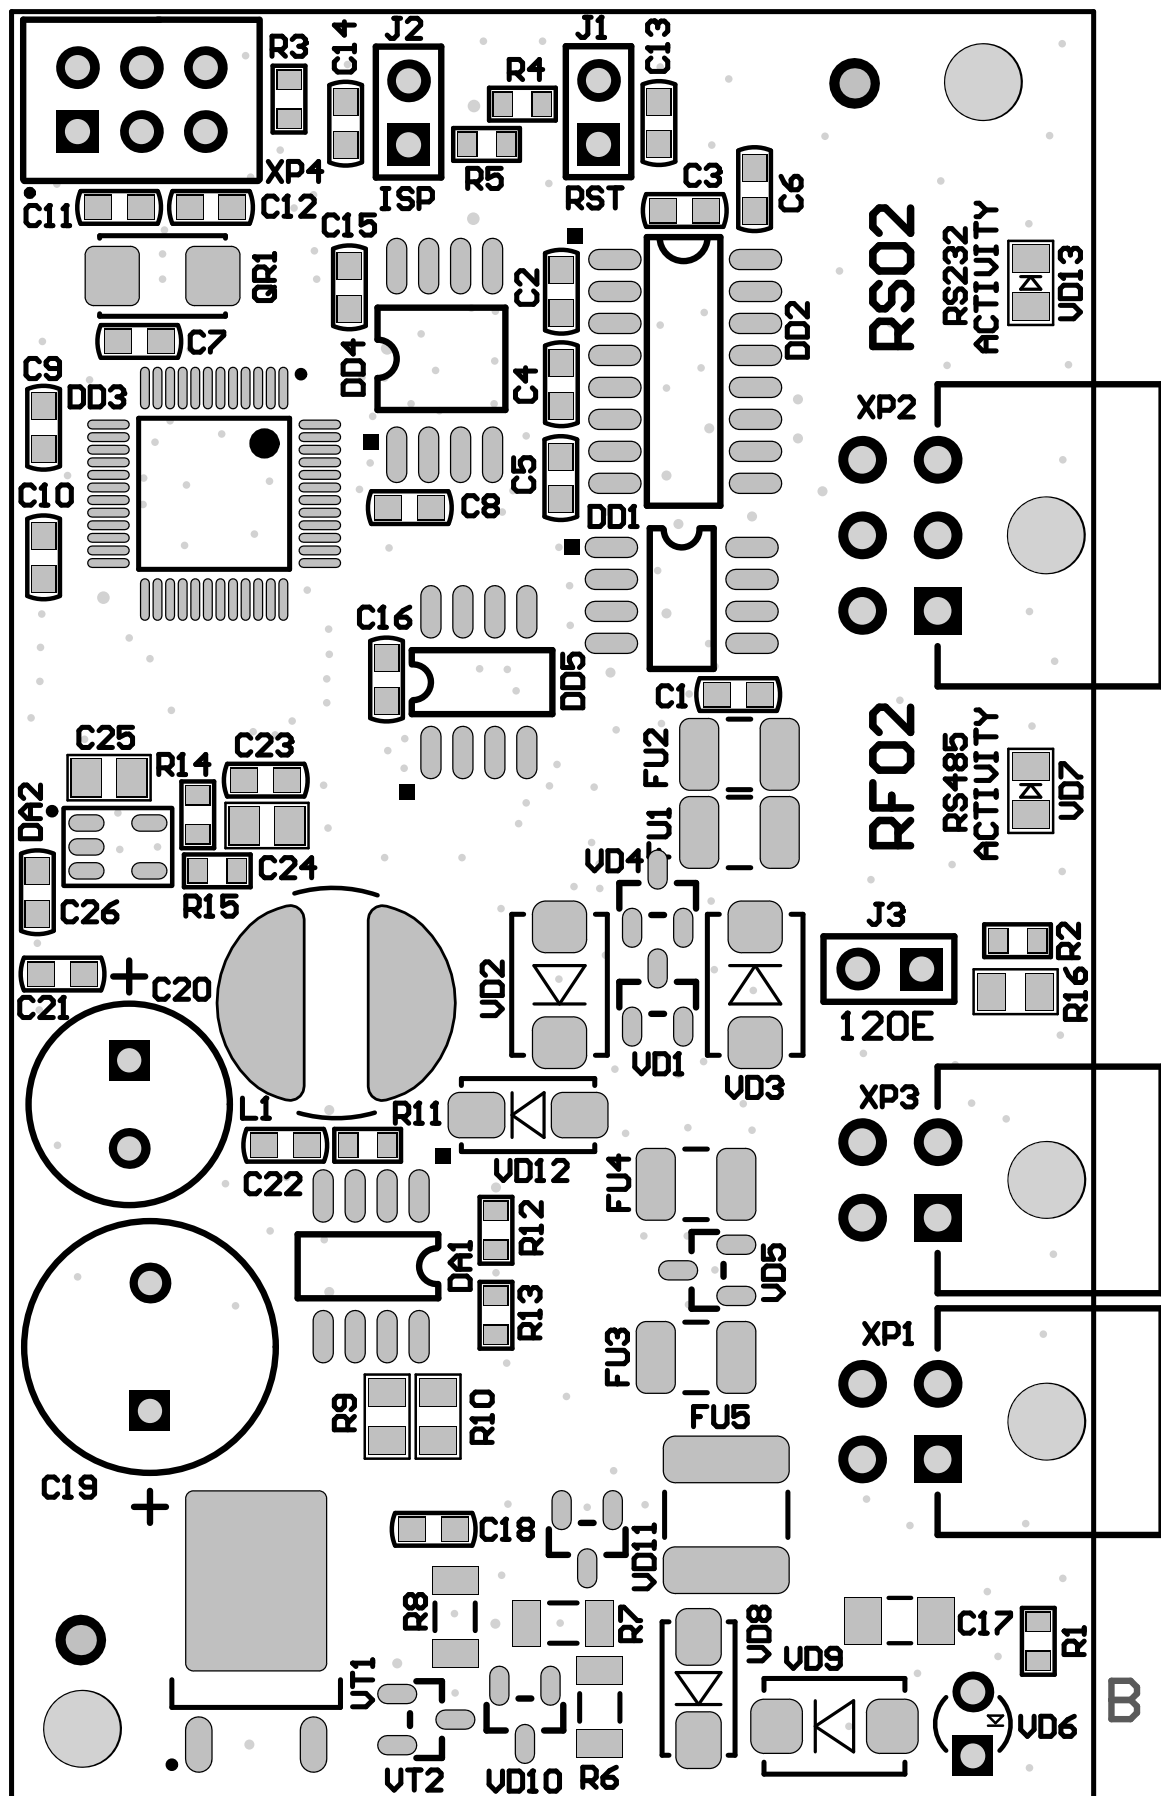 C14
J2
J1
C13
R3
R4
R5
XP4
ISP
RST
C3
C6
C11
C12
C15
RS02
RS232
ACTIVITY
VD13
QR1
C2
DD2
C7
DD4
C9
DD3
C4
XP2
C10
C8
C5
DD1
C16
DD5
C1
RF02
RS485
ACTIVITY
VD7
C25
R14
C23
FU2
DA2
FU1
C24
VD4
C26
R15
J3
R2
C21
C20
VD2
R16
120E
VD1
VD3
L1
R11
XP3
C22
VD12
FU4
R12
DA1
VD5
R13
FU3
XP1
R9
R10
FU5
C19
C18
VD11
R8
R7
VD8
C17
R1
VD9
VT1
B
VD6
VT2
VD10
R6